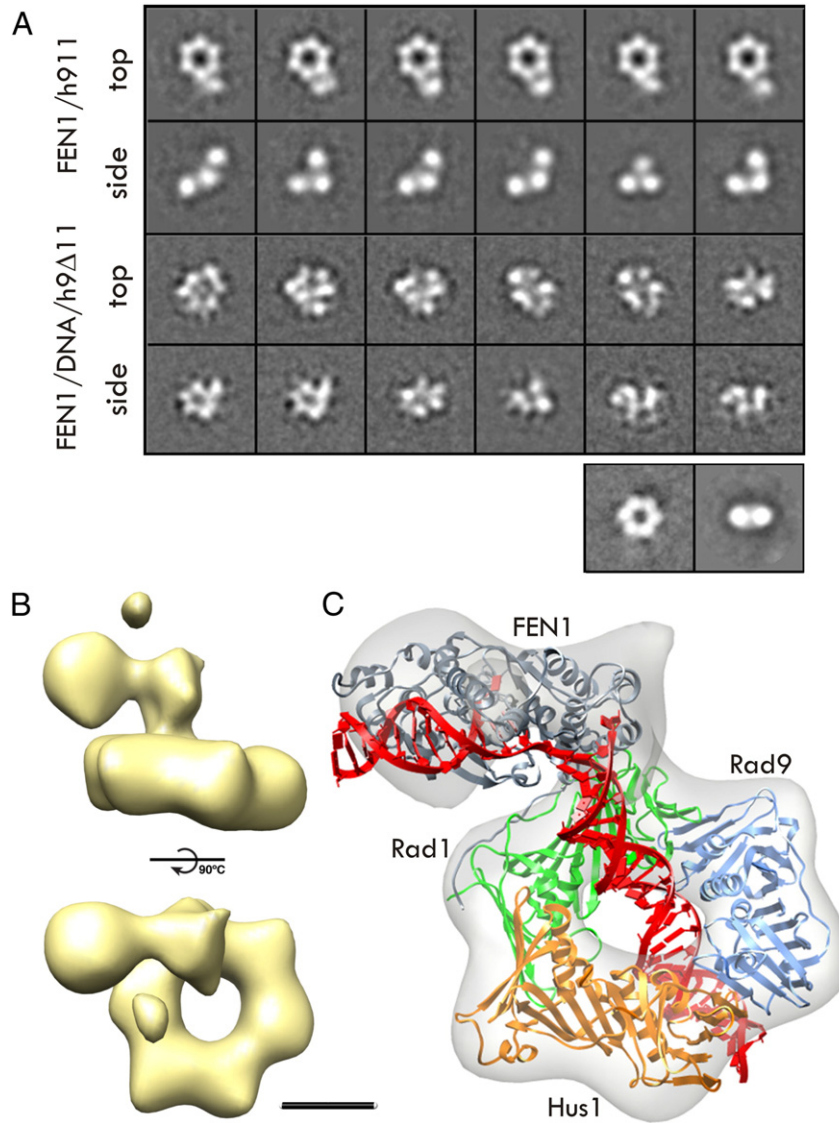 A
FEN1/h911
top
side
FEN1/DNA/h9Δ11
top
side
B
90°C
C
FEN1
Rad9
Rad1
Hus1